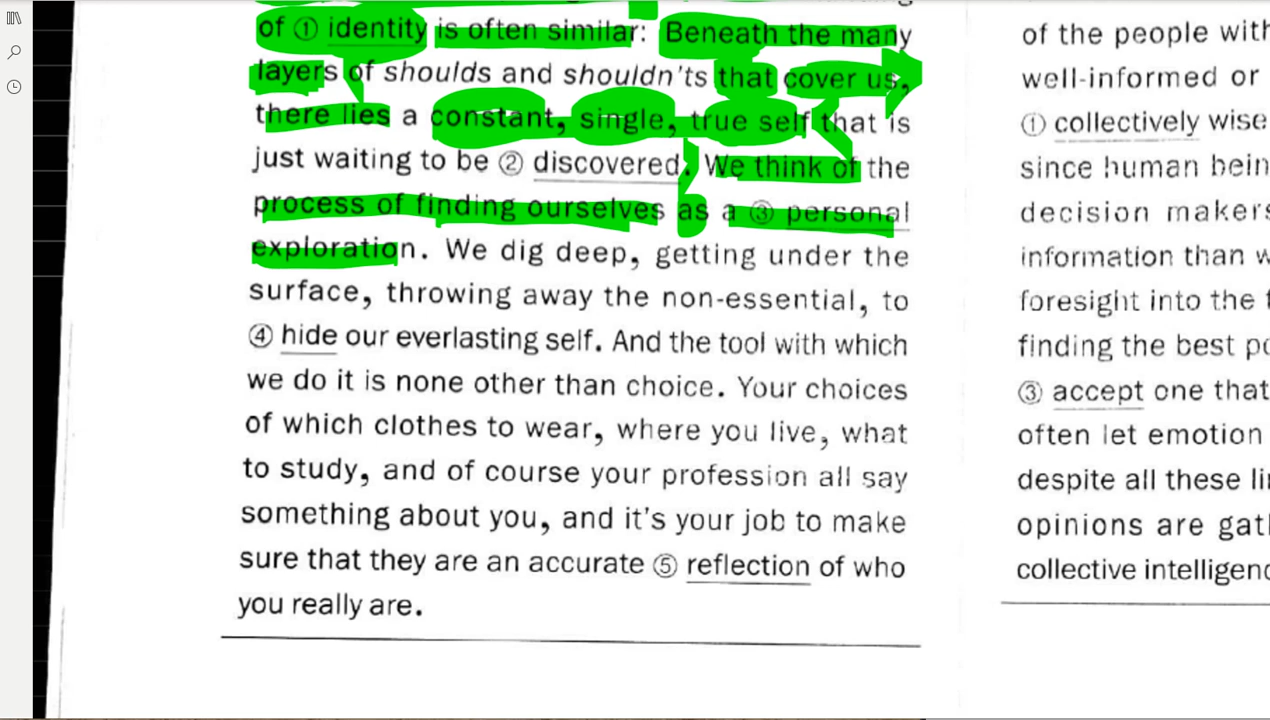 of ① identity is often similar: Beneath the many
layers of shoulds and shouldn'ts that cover us,
there lies a constant, single, true self that is
just waiting to be ② discovered. We think of the
process of finding ourselves as a ③ personal
exploration. We dig deep, getting under the
surface, throwing away the non-essential, to
④ hide our everlasting self. And the tool with which
we do it is none other than choice. Your choices
of which clothes to wear, where you live, what
to study, and of course your profession all say
something about you, and it's your job to make
sure that they are an accurate ⑤ reflection of who
you really are.
of the people with
well-informed or
① collectively wise
since human bein
decision makers
information than w
foresight into the f
finding the best po
③ accept one that
often let emotion
despite all these li
opinions are gat
collective intelligenc